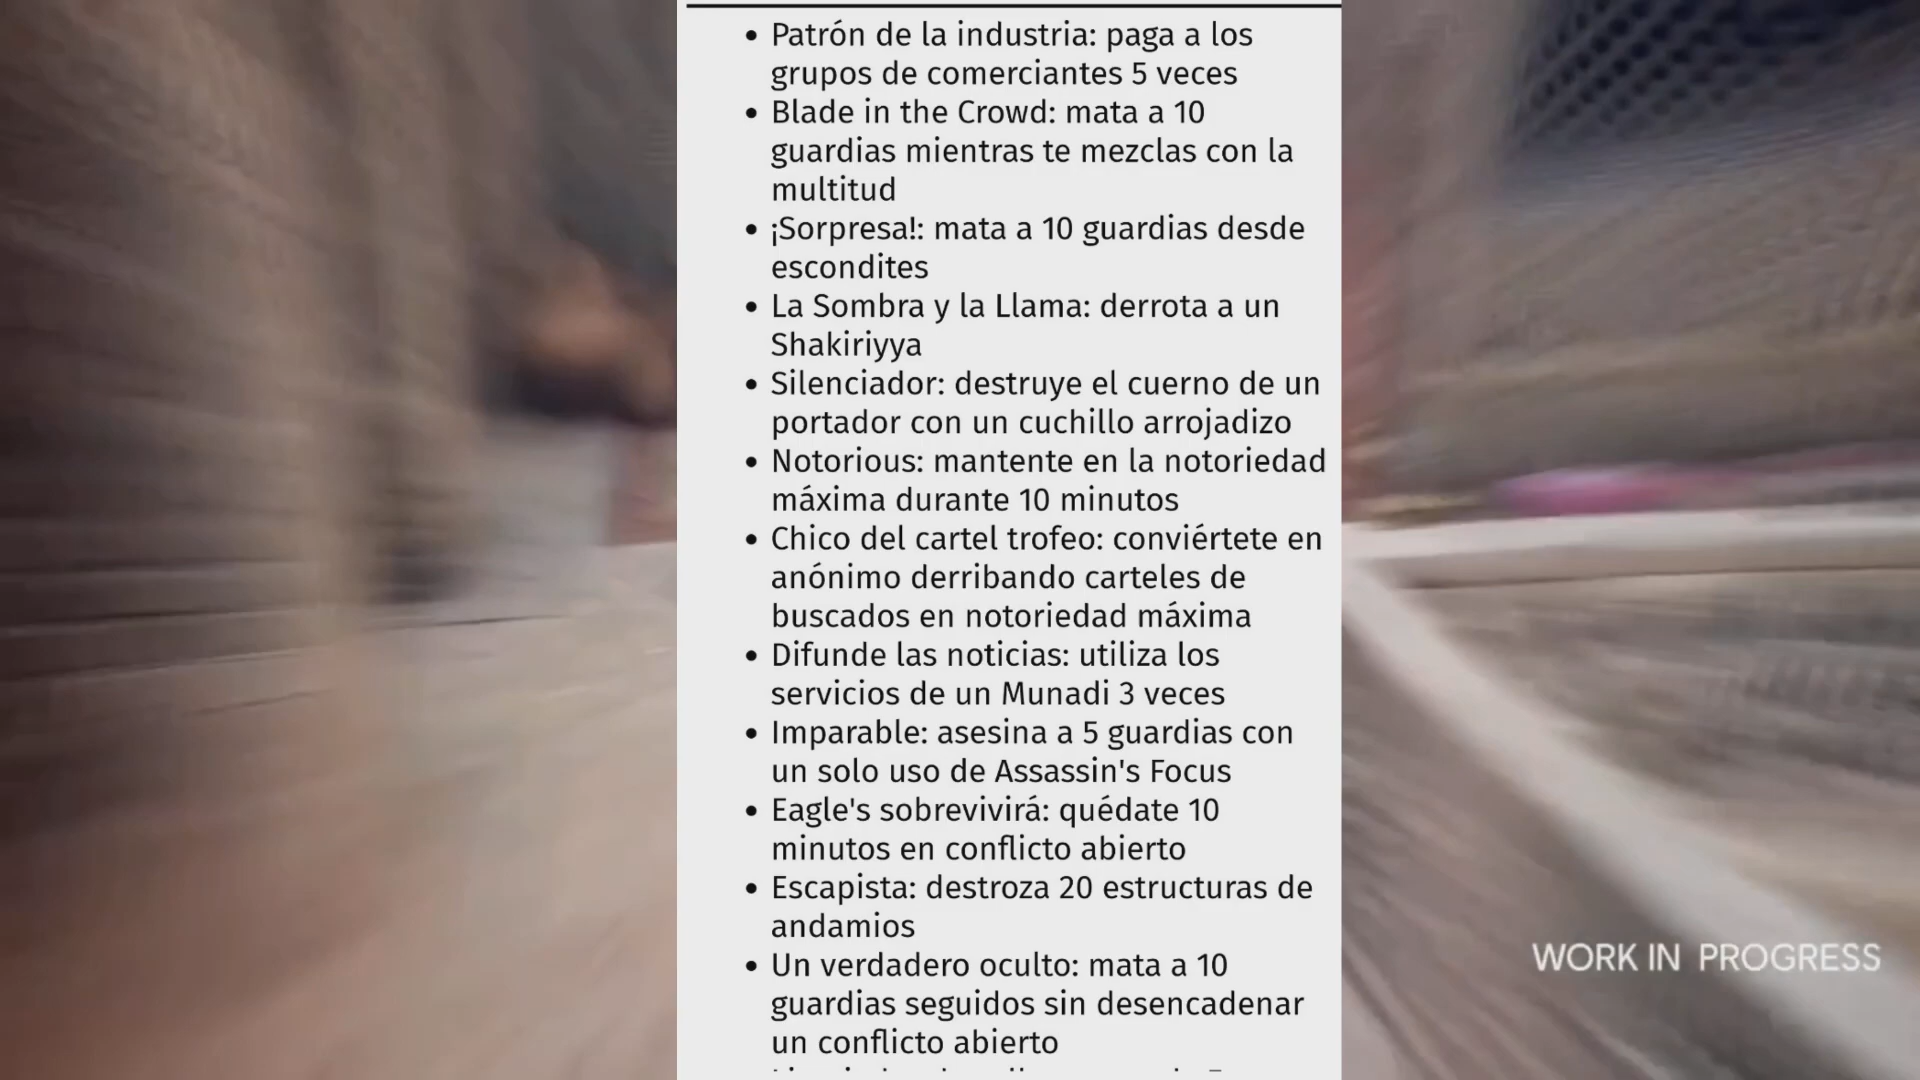 • Patrón de la industria: paga a los
grupos de comerciantes 5 veces
• Blade in the Crowd: mata a 10
guardias mientras te mezclas con la
multitud
• ¡Sorpresa!: mata a 10 guardias desde
escondites
• La Sombra y la Llama: derrota a un
Shakiriyya
• Silenciador: destruye el cuerno de un
portador con un cuchillo arrojadizo
• Notorious: mantente en la notoriedad
máxima durante 10 minutos
• Chico del cartel trofeo: conviértete en
anónimo derribando carteles de
buscados en notoriedad máxima
• Difunde las noticias: utiliza los
servicios de un Munadi 3 veces
• Imparable: asesina a 5 guardias con
un solo uso de Assassin's Focus
• Eagle's sobrevivirá: quédate 10
minutos en conflicto abierto
• Escapista: destroza 20 estructuras de
andamios
• Un verdadero oculto: mata a 10
guardias seguidos sin desencadenar
un conflicto abierto
WORK IN PROGRESS